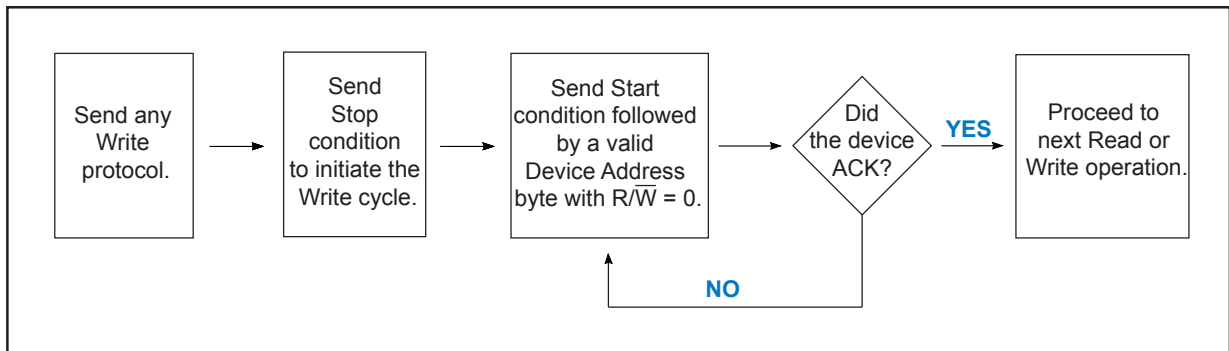 Send any
Write
protocol.
Send
Stop
condition
to initiate the
Write cycle.
Send Start
condition followed
by a valid
Device Address
byte with R/W̅ = 0.
Did
the device
ACK?
YES
NO
Proceed to
next Read or
Write operation.